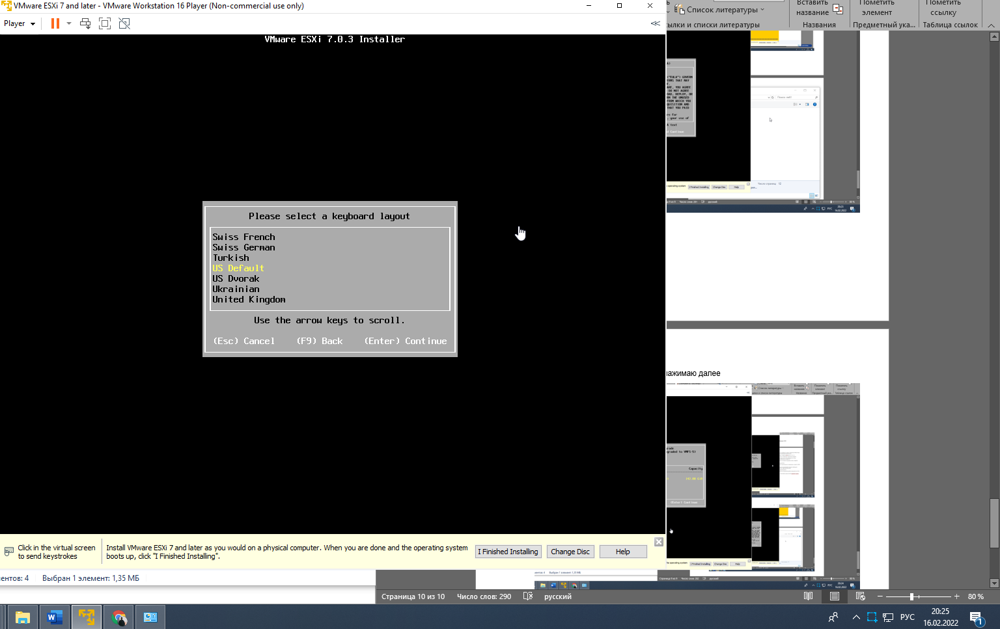 VMware ESXi 7 and later - VMware Workstation 16 Player (Non-commercial use only)
Player
VMware ESXi 7.0.3 Installer
Please select a keyboard layout
Swiss French
Swiss German
Turkish
US Default
US Dvorak
Ukrainian
United Kingdom
Use the arrow keys to scroll.
(Esc) Cancel (F9) Back (Enter) Continue
Click in the virtual screen
to send keystrokes
Install VMware ESXi 7 and later as you would on a physical computer. When you are done and the operating system
boots up, click "I Finished Installing".
I Finished Installing
Change Disc
Help
ентов: 4 Выбран 1 элемент: 1,35 МБ
Вставить
название
Пометить
элемент
Пометить
ссылку
Список литературы
ылки и списки литературы
Названия
Предметный ука...
Таблица ссылок
нажимаю далее
Capacity
Страница 10 из 10 Число слов: 290 русский
80 %
РУС
20:25
16.02.2022
1